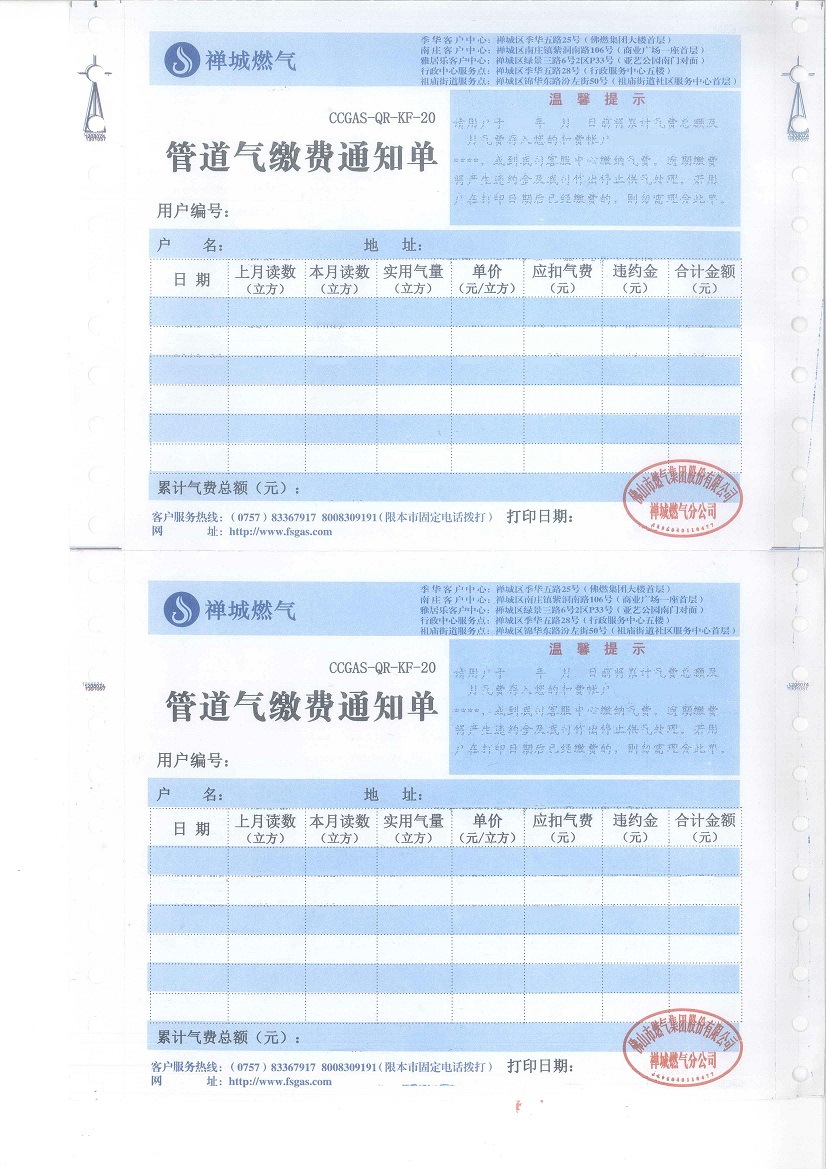 禅城燃气
季华客户中心：禅城区季华五路25号（佛燃集团大楼首层）
南庄客户中心：禅城区南庄镇紫洞南路106号（商业广场一座首层）
雅居乐客户中心：禅城区绿景三路6号2区P33号（亚艺公园南门对面）
行政中心服务点：禅城区季华五路28号（行政服务中心五楼）
祖庙街道服务点：禅城区锦华东路汾左街50号（祖庙街道社区服务中心首层）
温馨提示
CCGAS-QR-KF-20
管道气缴费通知单
请用户于 年 月 日前将累计气费总额及
月气费存入您的扣费帐户
****，或到我司客服中心缴纳气费。逾期缴费
将产生违约金及我司作出停止供气处理。若用
户在打印日期后已经缴费的，则勿需理会此单。
用户编号：
户 名： 地 址：
日期 上月读数（立方） 本月读数（立方） 实用气量（立方） 单价（元/立方） 应扣气费（元） 违约金（元） 合计金额（元）
累计气费总额（元）：
客户服务热线：（0757）83367917 8008309191（限本市固定电话拨打） 打印日期：
网 址：http://www.fsgas.com
佛山市燃气集团股份有限公司
禅城燃气分公司
禅城燃气
季华客户中心：禅城区季华五路25号（佛燃集团大楼首层）
南庄客户中心：禅城区南庄镇紫洞南路106号（商业广场一座首层）
雅居乐客户中心：禅城区绿景三路6号2区P33号（亚艺公园南门对面）
行政中心服务点：禅城区季华五路28号（行政服务中心五楼）
祖庙街道服务点：禅城区锦华东路汾左街50号（祖庙街道社区服务中心首层）
温馨提示
CCGAS-QR-KF-20
管道气缴费通知单
请用户于 年 月 日前将累计气费总额及
月气费存入您的扣费帐户
****，或到我司客服中心缴纳气费。逾期缴费
将产生违约金及我司作出停止供气处理。若用
户在打印日期后已经缴费的，则勿需理会此单。
用户编号：
户 名： 地 址：
日期 上月读数（立方） 本月读数（立方） 实用气量（立方） 单价（元/立方） 应扣气费（元） 违约金（元） 合计金额（元）
累计气费总额（元）：
客户服务热线：（0757）83367917 8008309191（限本市固定电话拨打） 打印日期：
网 址：http://www.fsgas.com
佛山市燃气集团股份有限公司
禅城燃气分公司